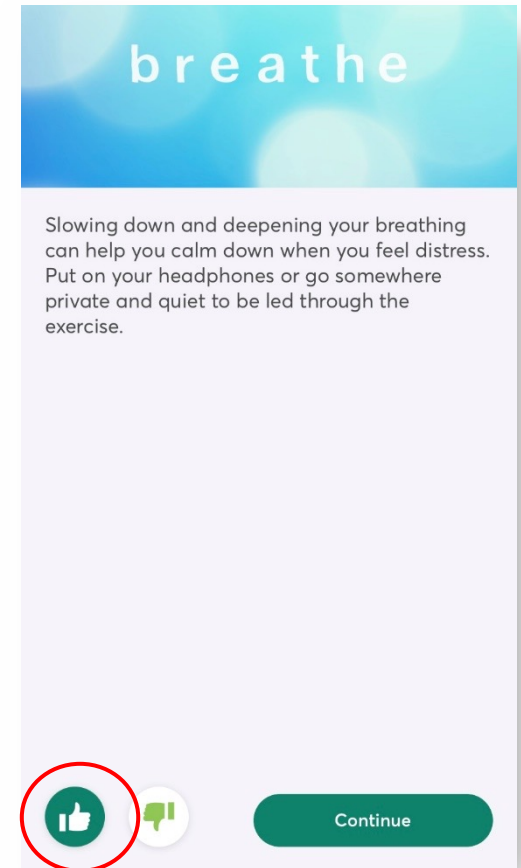 breathe
Slowing down and deepening your breathing
can help you calm down when you feel distress.
Put on your headphones or go somewhere
private and quiet to be led through the
exercise.
Continue